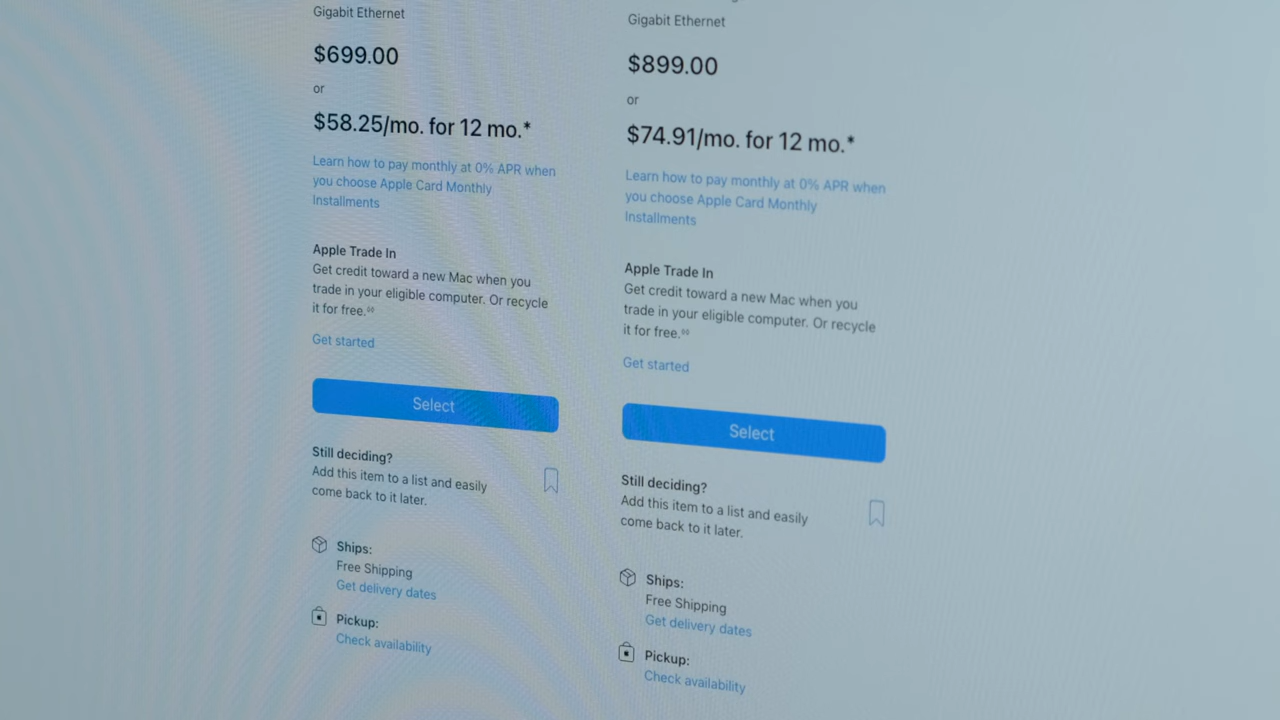 Gigabit Ethernet
$699.00
or
$58.25/mo. for 12 mo.*
Learn how to pay monthly at 0% APR when
you choose Apple Card Monthly
Installments
Apple Trade In
Get credit toward a new Mac when you
trade in your eligible computer. Or recycle
it for free.◊◊
Get started
Select
Still deciding?
Add this item to a list and easily
come back to it later.
Ships:
Free Shipping
Get delivery dates
Pickup:
Check availability
Gigabit Ethernet
$899.00
or
$74.91/mo. for 12 mo.*
Learn how to pay monthly at 0% APR when
you choose Apple Card Monthly
Installments
Apple Trade In
Get credit toward a new Mac when you
trade in your eligible computer. Or recycle
it for free.◊◊
Get started
Select
Still deciding?
Add this item to a list and easily
come back to it later.
Ships:
Free Shipping
Get delivery dates
Pickup:
Check availability